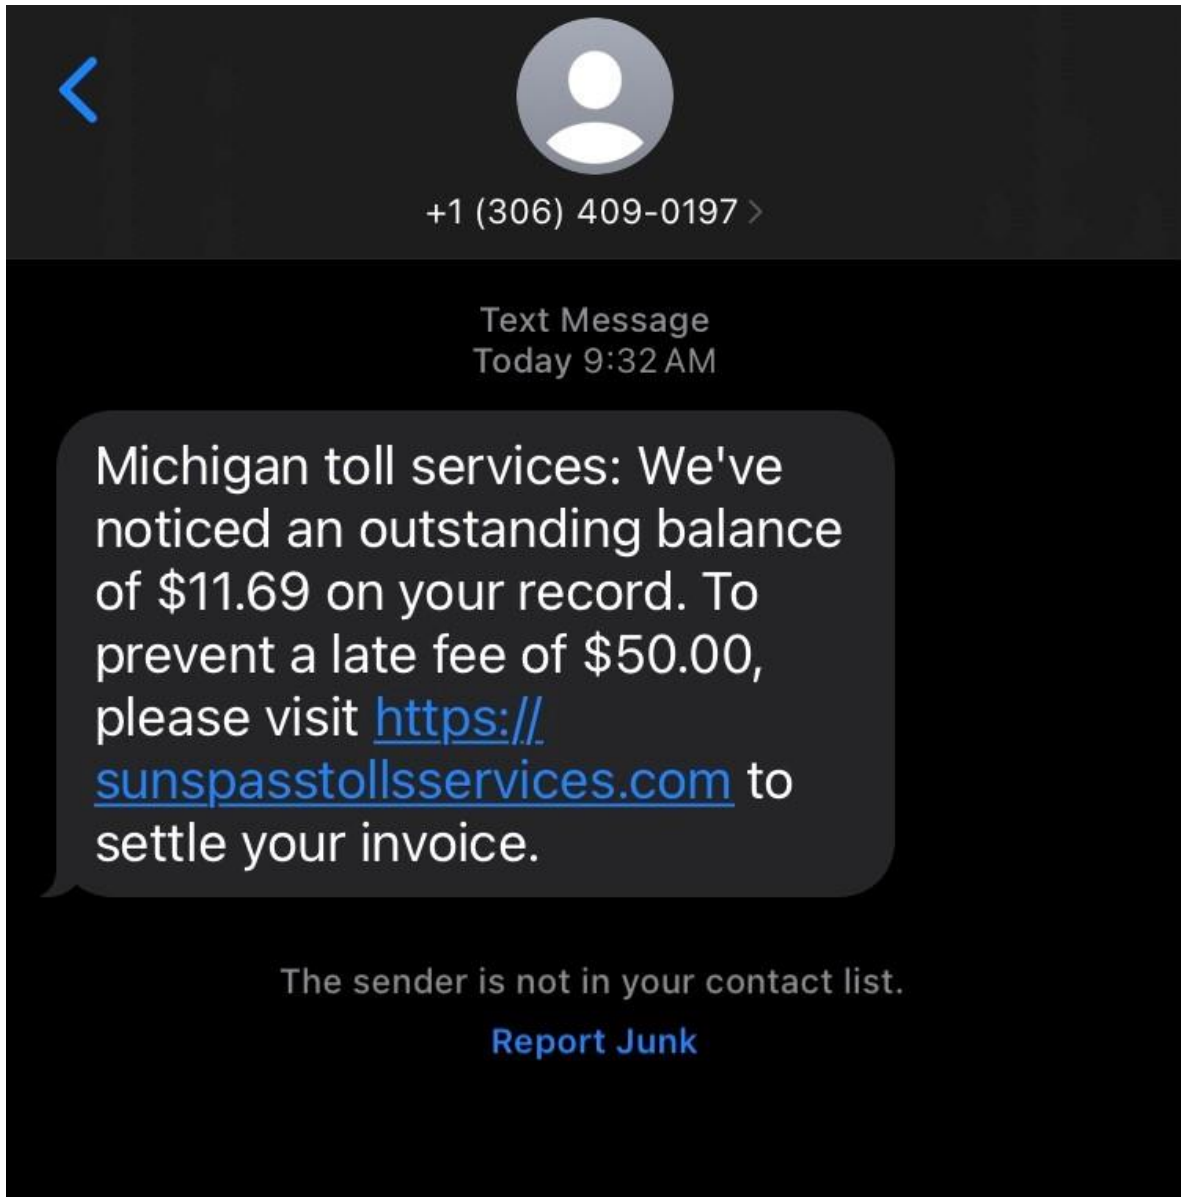 +1 (306) 409-0197
Text Message
Today 9:32 AM
Michigan toll services: We've
noticed an outstanding balance
of $11.69 on your record. To
prevent a late fee of $50.00,
please visit https://
sunspasstollsservices.com to
settle your invoice.
The sender is not in your contact list.
Report Junk